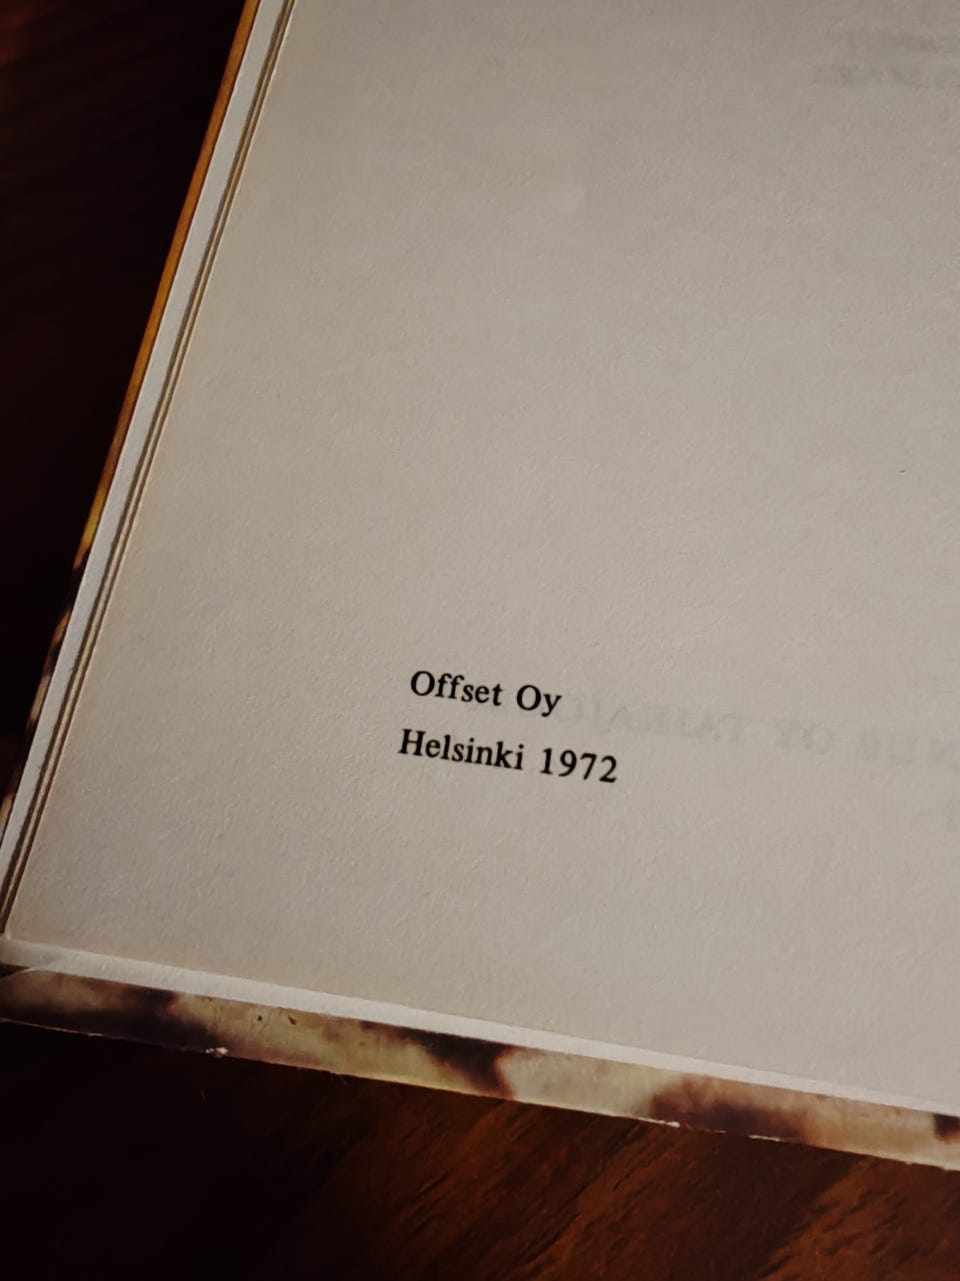 Offset Oy
Helsinki 1972